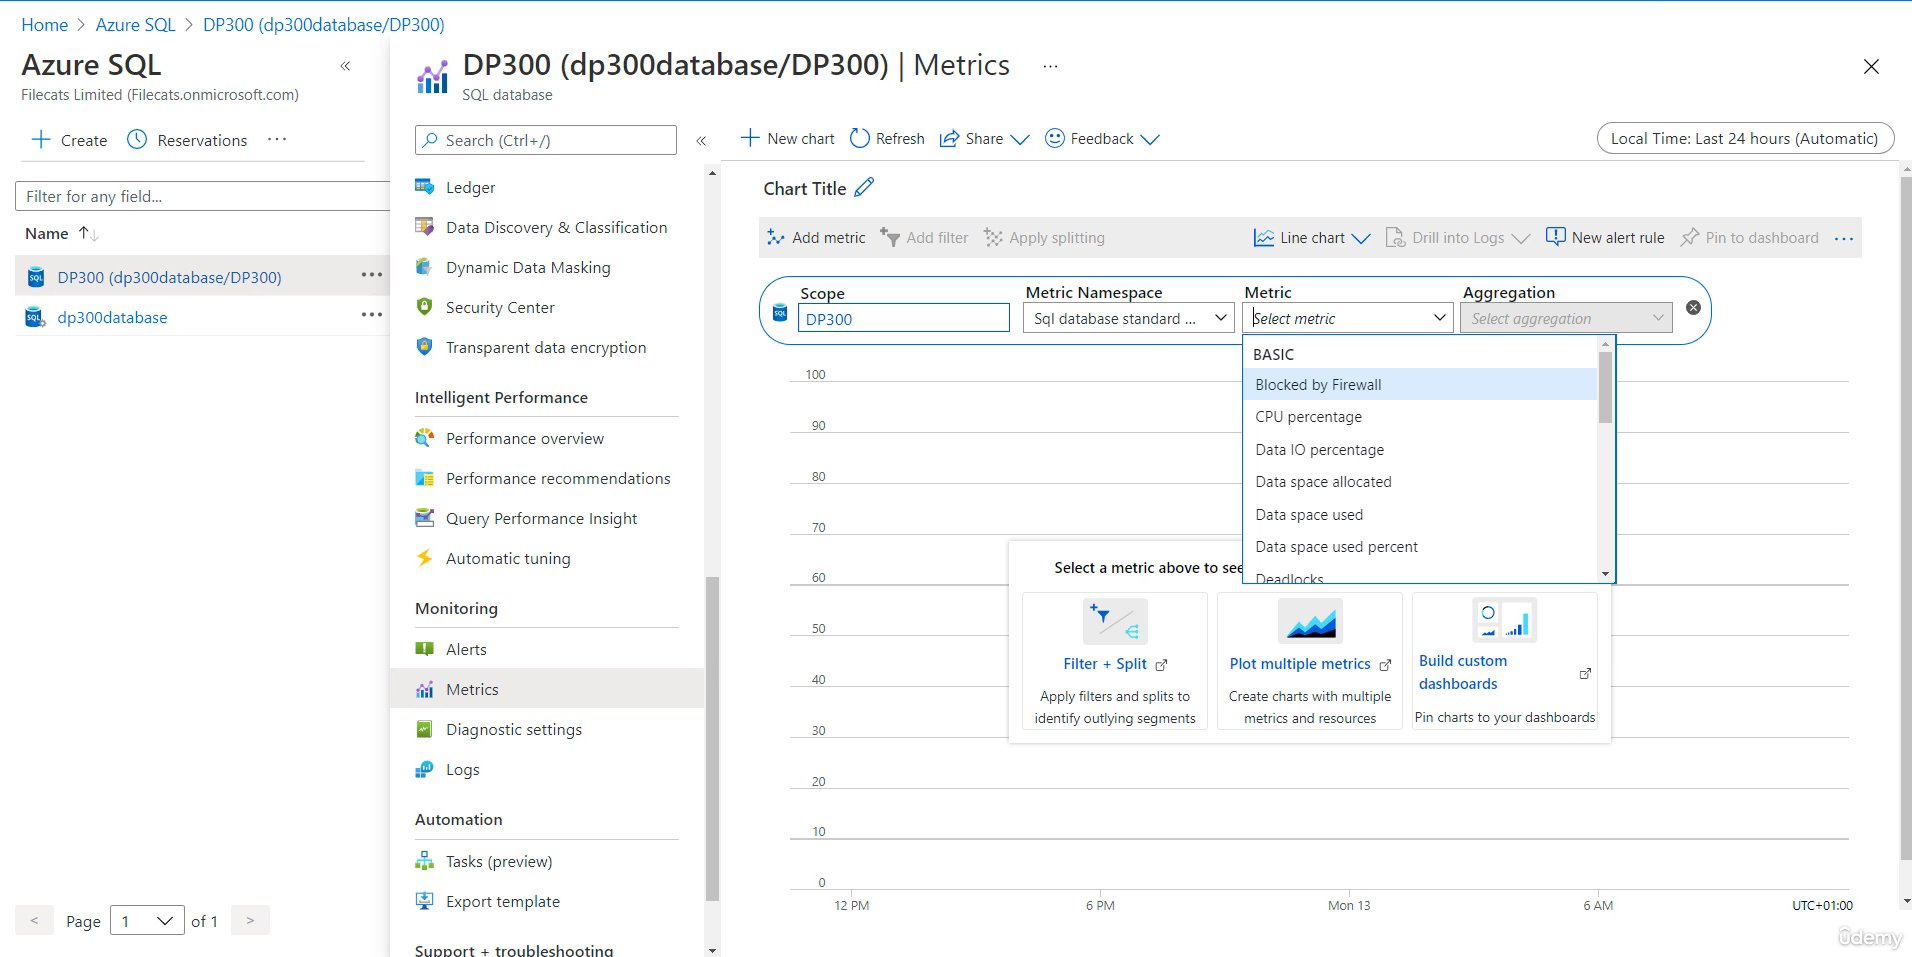 Home > Azure SQL > DP300 (dp300database/DP300)
Azure SQL
«
Filecats Limited (Filecats.onmicrosoft.com)
+ Create
Reservations
...
Filter for any field...
Name ↑↓
DP300 (dp300database/DP300)
...
dp300database
...
< Page 1 of 1 >
DP300 (dp300database/DP300) | Metrics
...
SQL database
Search (Ctrl+/)
«
Ledger
Data Discovery & Classification
Dynamic Data Masking
Security Center
Transparent data encryption
Intelligent Performance
Performance overview
Performance recommendations
Query Performance Insight
Automatic tuning
Monitoring
Alerts
Metrics
Diagnostic settings
Logs
Automation
Tasks (preview)
Export template
Support + troubleshooting
+ New chart
Refresh
Share
Feedback
Local Time: Last 24 hours (Automatic)
Chart Title
Add metric
Add filter
Apply splitting
Line chart
Drill into Logs
New alert rule
Pin to dashboard
...
Scope
DP300
Metric Namespace
Sql database standard ...
Metric
Select metric
Aggregation
Select aggregation
BASIC
Blocked by Firewall
CPU percentage
Data IO percentage
Data space allocated
Data space used
Data space used percent
Deadlocks
100
90
80
70
60
50
40
30
20
10
0
Select a metric above to see
Filter + Split
Apply filters and splits to
identify outlying segments
Plot multiple metrics
Create charts with multiple
metrics and resources
Build custom
dashboards
Pin charts to your dashboards
12 PM
6 PM
Mon 13
6 AM
UTC+01:00
SQL
SQL
SQL
ûdemy